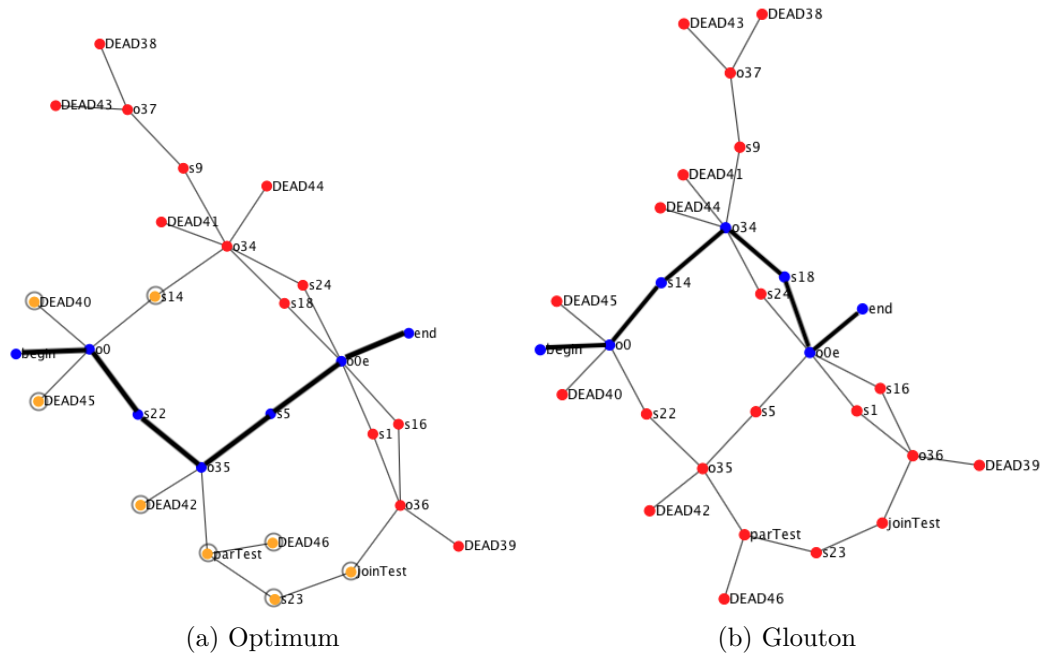 DEAD38
DEAD43
o37
s9
DEAD44
DEAD41
o34
s24
s14
s18
DEAD40
end
begin
o0
o0e
DEAD45
s22
s5
s16
s1
o35
DEAD42
o36
DEAD46
DEAD39
parTest
joinTest
s23
(a) Optimum
DEAD38
DEAD43
o37
s9
DEAD41
DEAD44
o34
s18
s14
s24
DEAD45
end
o0
begin
o0e
s16
DEAD40
s22
s5
s1
o36
o35
DEAD39
DEAD42
joinTest
parTest
s23
DEAD46
(b) Glouton